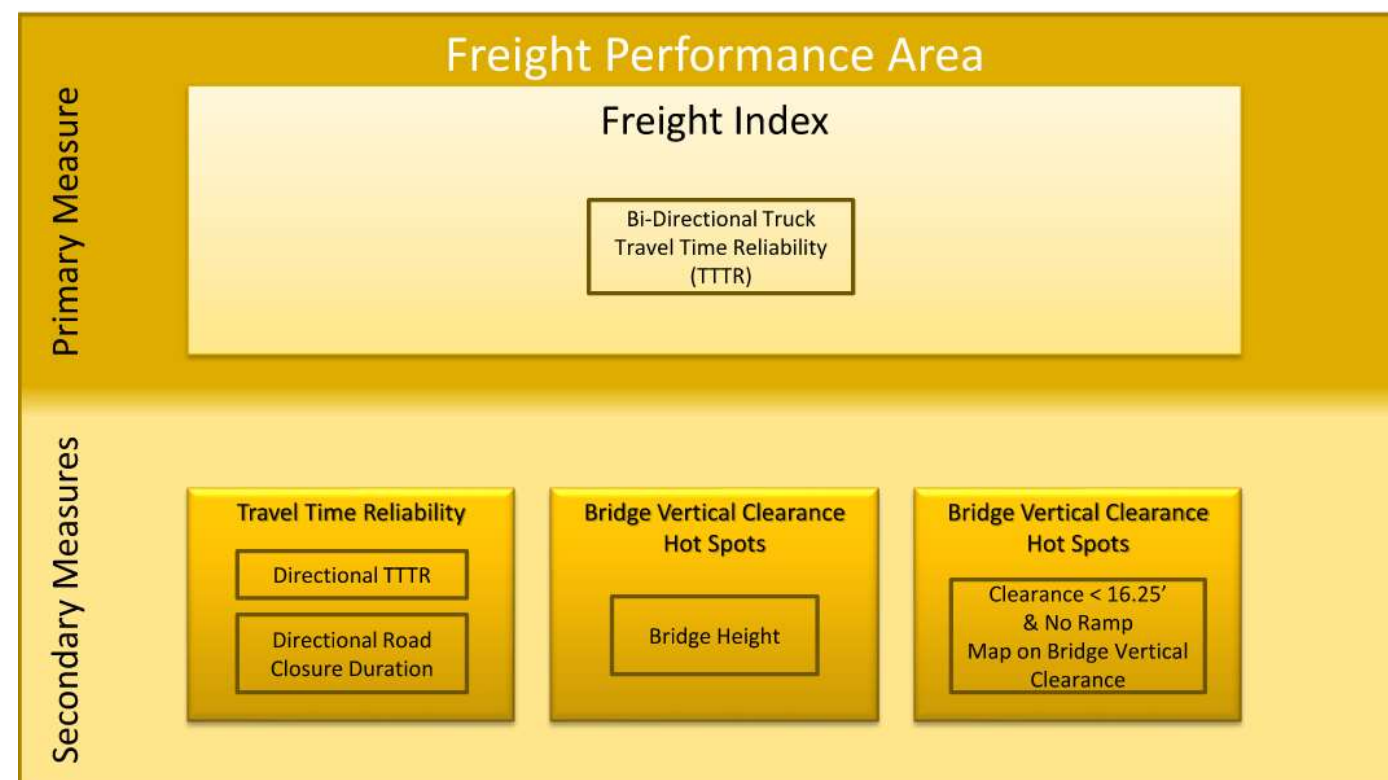 Freight Performance Area
Primary Measure
Freight Index
Bi-Directional Truck
Travel Time Reliability
(TTTR)
Secondary Measures
Travel Time Reliability
Directional TTTR
Directional Road
Closure Duration
Bridge Vertical Clearance
Hot Spots
Bridge Height
Bridge Vertical Clearance
Hot Spots
Clearance < 16.25’
& No Ramp
Map on Bridge Vertical
Clearance